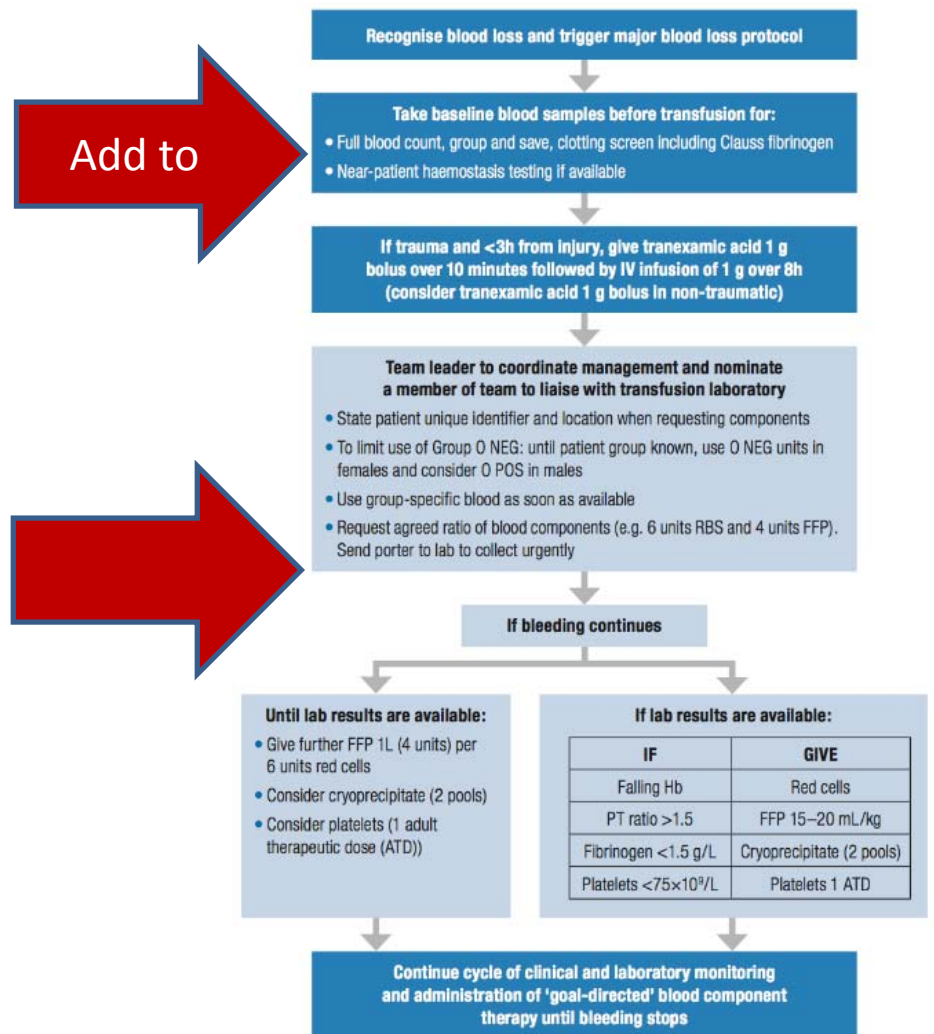 Recognise blood loss and trigger major blood loss protocol
Add to
Take baseline blood samples before transfusion for:
• Full blood count, group and save, clotting screen including Clauss fibrinogen
• Near-patient haemostasis testing if available
If trauma and <3h from injury, give tranexamic acid 1 g
bolus over 10 minutes followed by IV infusion of 1 g over 8h
(consider tranexamic acid 1 g bolus in non-traumatic)
Team leader to coordinate management and nominate
a member of team to liaise with transfusion laboratory
• State patient unique identifier and location when requesting components
• To limit use of Group O NEG: until patient group known, use O NEG units in
females and consider O POS in males
• Use group-specific blood as soon as available
• Request agreed ratio of blood components (e.g. 6 units RBS and 4 units FFP).
Send porter to lab to collect urgently
If bleeding continues
Until lab results are available:
• Give further FFP 1L (4 units) per
6 units red cells
• Consider cryoprecipitate (2 pools)
• Consider platelets (1 adult
therapeutic dose (ATD))
If lab results are available:
IF GIVE
Falling Hb Red cells
PT ratio >1.5 FFP 15–20 mL/kg
Fibrinogen <1.5 g/L Cryoprecipitate (2 pools)
Platelets <75×10⁹/L Platelets 1 ATD
Continue cycle of clinical and laboratory monitoring
and administration of ‘goal-directed’ blood component
therapy until bleeding stops